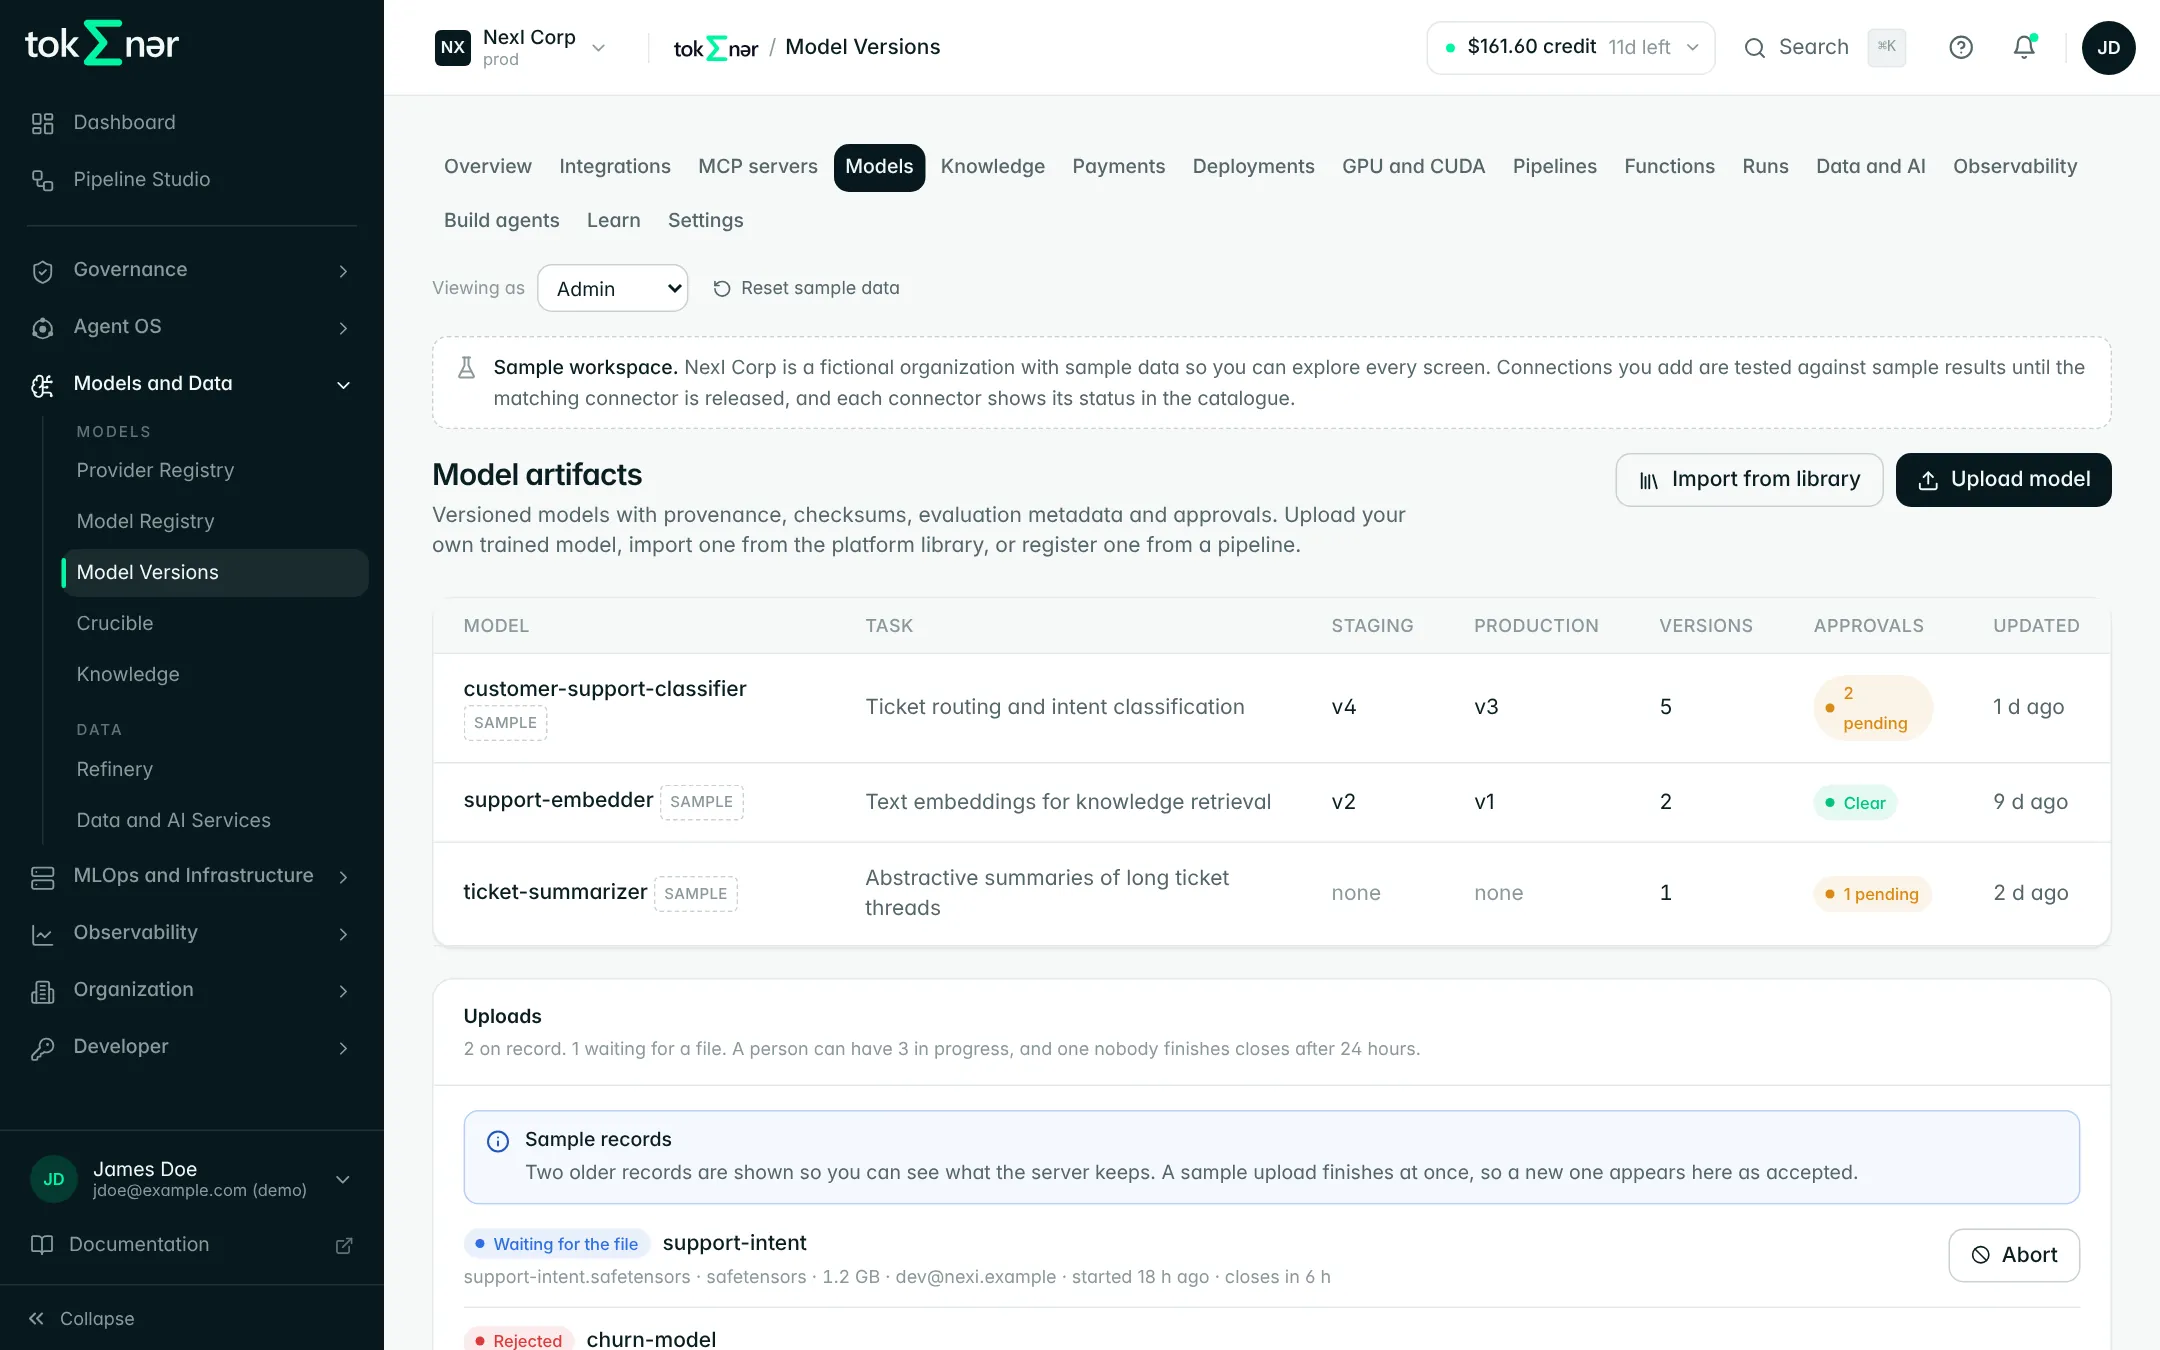 tokΣnər
Dashboard
Pipeline Studio
Governance
Agent OS
Models and Data
MODELS
Provider Registry
Model Registry
Model Versions
Crucible
Knowledge
DATA
Refinery
Data and AI Services
MLOps and Infrastructure
Observability
Organization
Developer
JD
James Doe
jdoe@example.com (demo)
Documentation
Collapse
NX
Nexl Corp
prod
tokΣnər / Model Versions
$161.60 credit 11d left
Search ⌘K
JD
Overview Integrations MCP servers Models Knowledge Payments Deployments GPU and CUDA Pipelines Functions Runs Data and AI Observability
Build agents Learn Settings
Viewing as Admin Reset sample data
Sample workspace. Nexl Corp is a fictional organization with sample data so you can explore every screen. Connections you add are tested against sample results until the
matching connector is released, and each connector shows its status in the catalogue.
Model artifacts
Import from library Upload model
Versioned models with provenance, checksums, evaluation metadata and approvals. Upload your
own trained model, import one from the platform library, or register one from a pipeline.
MODEL TASK STAGING PRODUCTION VERSIONS APPROVALS UPDATED
customer-support-classifier
SAMPLE
Ticket routing and intent classification v4 v3 5 2
pending
1 d ago
support-embedder SAMPLE Text embeddings for knowledge retrieval v2 v1 2 Clear 9 d ago
ticket-summarizer SAMPLE Abstractive summaries of long ticket
threads
none none 1 1 pending 2 d ago
Uploads
2 on record. 1 waiting for a file. A person can have 3 in progress, and one nobody finishes closes after 24 hours.
Sample records
Two older records are shown so you can see what the server keeps. A sample upload finishes at once, so a new one appears here as accepted.
Waiting for the file support-intent
Abort
support-intent.safetensors · safetensors · 1.2 GB · dev@nexi.example · started 18 h ago · closes in 6 h
Rejected churn-model